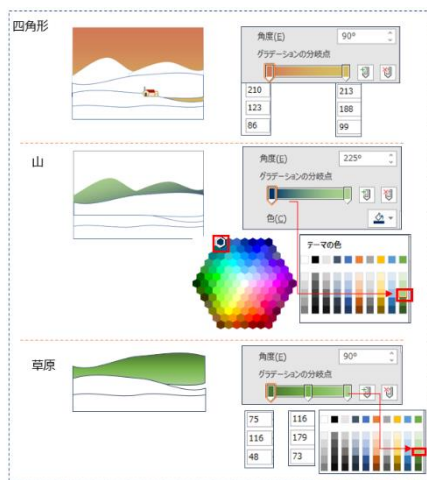 四角形
角度(E) 90°
グラデーションの分岐点
210 213
123 188
86 99
山
角度(E) 225°
グラデーションの分岐点
色(C)
テーマの色
草原
角度(E) 90°
グラデーションの分岐点
75 116
116 179
48 73